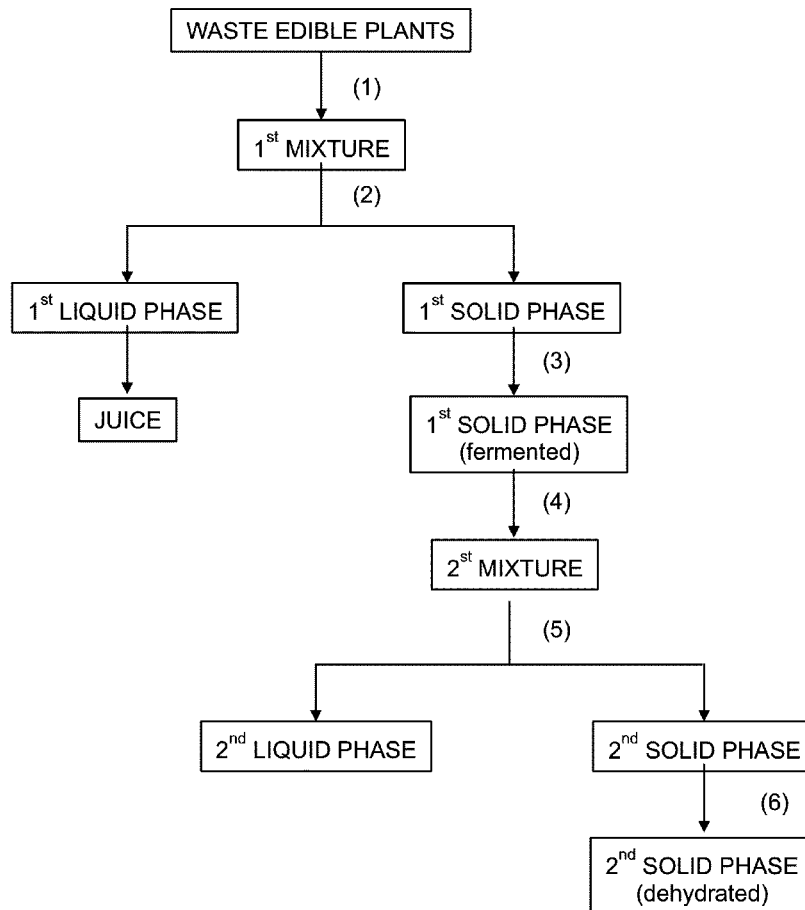 WASTE EDIBLE PLANTS
(1)
1st MIXTURE
(2)
1st LIQUID PHASE
1st SOLID PHASE
(3)
JUICE
1st SOLID PHASE
(fermented)
(4)
2st MIXTURE
(5)
2nd LIQUID PHASE
2nd SOLID PHASE
(6)
2nd SOLID PHASE
(dehydrated)